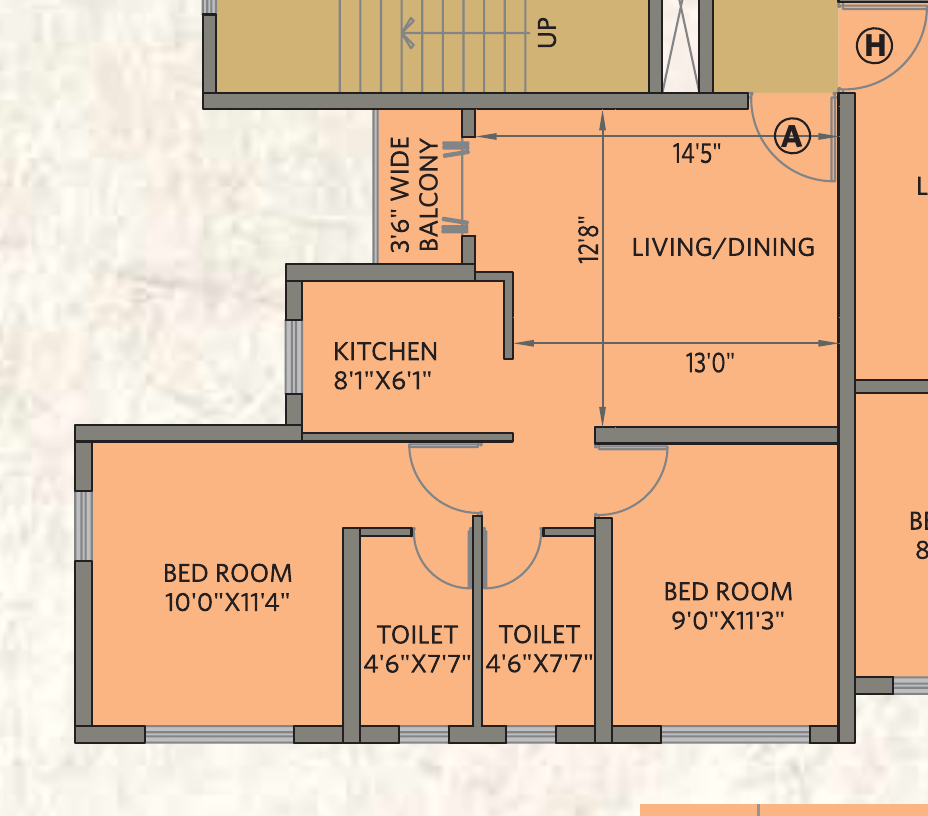 UP
H
A
14'5"
3'6" WIDE
BALCONY
12'8"
LIVING/DINING
L
KITCHEN
8'1"X6'1"
13'0"
BED ROOM
10'0"X11'4"
TOILET
4'6"X7'7"
TOILET
4'6"X7'7"
BED ROOM
9'0"X11'3"
BE
8